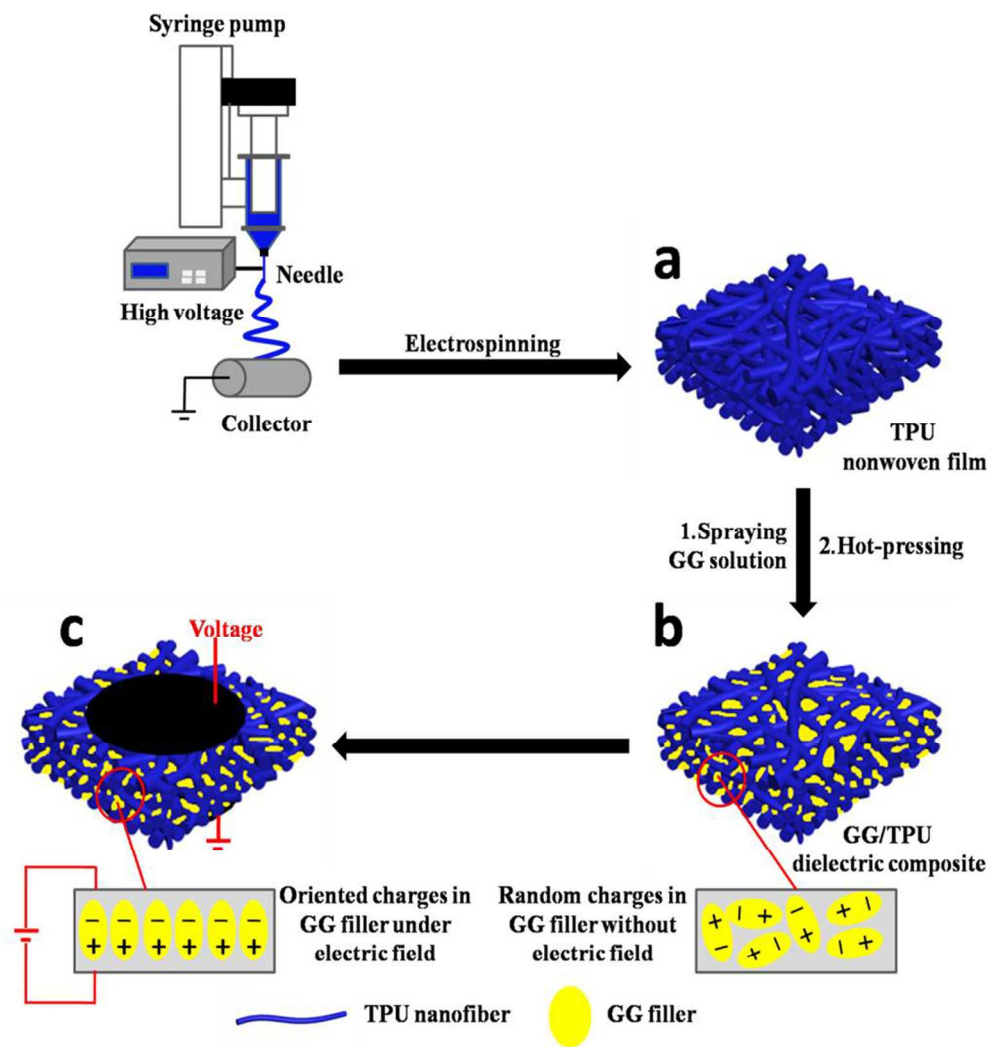 Syringe pump
Needle
High voltage
Collector
Electrospinning
a
TPU
nonwoven film
1.Spraying
GG solution
2.Hot-pressing
c
Voltage
b
GG/TPU
dielectric composite
Oriented charges in
GG filler under
electric field
Random charges in
GG filler without
electric field
TPU nanofiber
GG filler